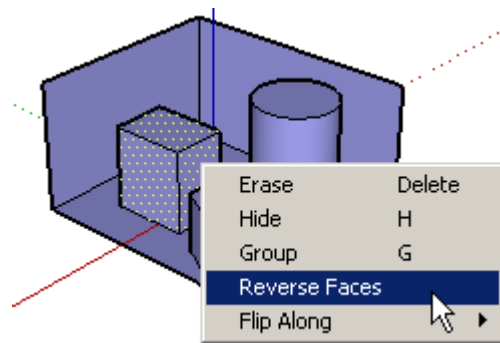 Erase Delete
Hide H
Group G
Reverse Faces
Flip Along